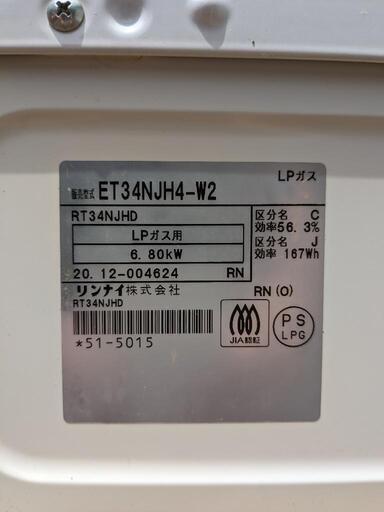 LPガス
販売型式 ET34NJH4-W2
RT34NJHD
LPガス用
6.80kW
区分名 C
効率56.3%
区分名 J
効率 167Wh
20.12-004624 RN
リンナイ株式会社
RN (O)
RT34NJHD
*51-5015
JIA認証
PS
LPG